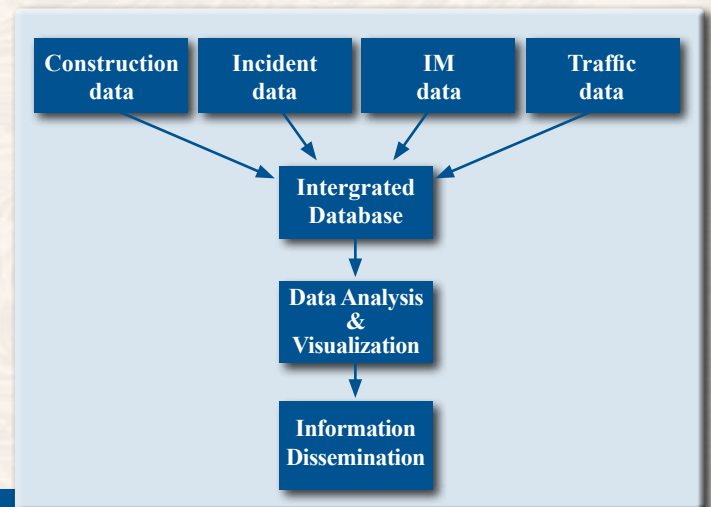 Construction
data
Incident
data
IM
data
Traffic
data
Intergrated
Database
Data Analysis
&
Visualization
Information
Dissemination